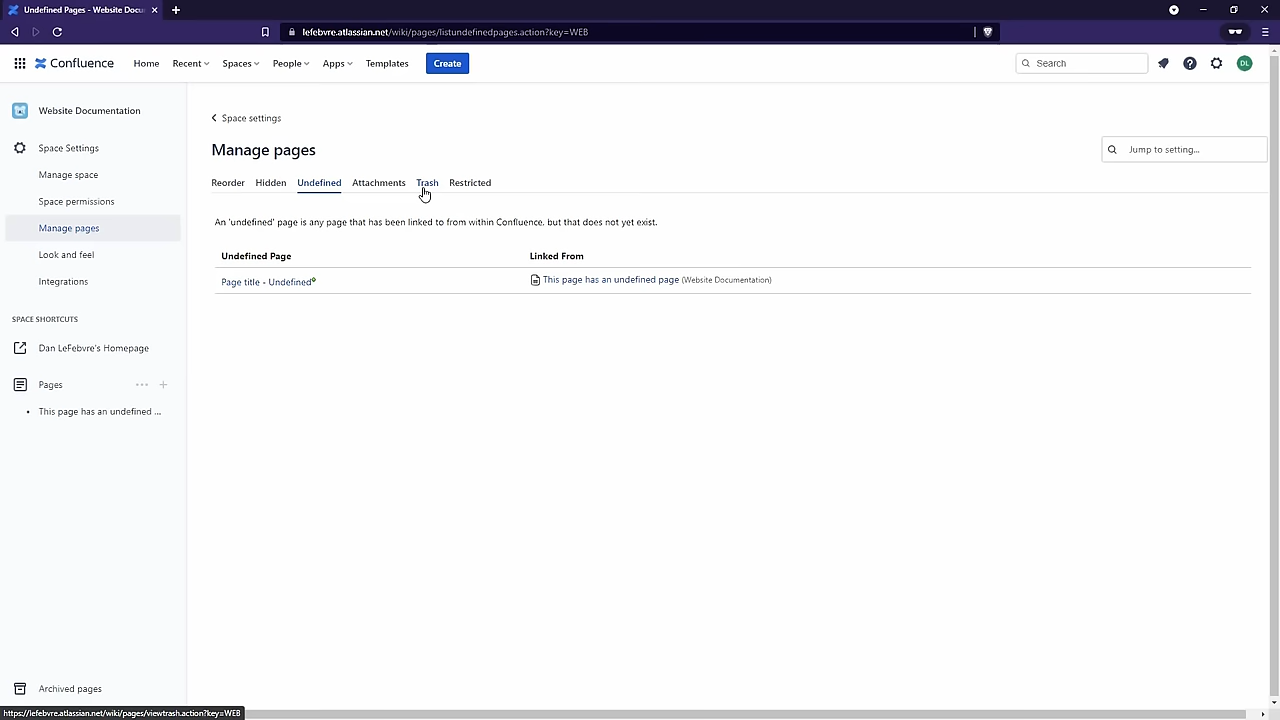 Undefined Pages - Website Docu
lefebvre.atlassian.net/wiki/pages/listundefinedpages.action?key=WEB
Confluence
Home
Recent
Spaces
People
Apps
Templates
Create
Search
DL
Website Documentation
Space Settings
Manage space
Space permissions
Manage pages
Look and feel
Integrations
SPACE SHORTCUTS
Dan LeFebvre's Homepage
Pages
This page has an undefined ...
Archived pages
Space settings
Manage pages
Jump to setting...
Reorder Hidden Undefined Attachments Trash Restricted
An 'undefined' page is any page that has been linked to from within Confluence, but that does not yet exist.
Undefined Page Linked From
Page title - Undefined This page has an undefined page (Website Documentation)
https://lefebvre.atlassian.net/wiki/pages/viewtrash.action?key=WEB